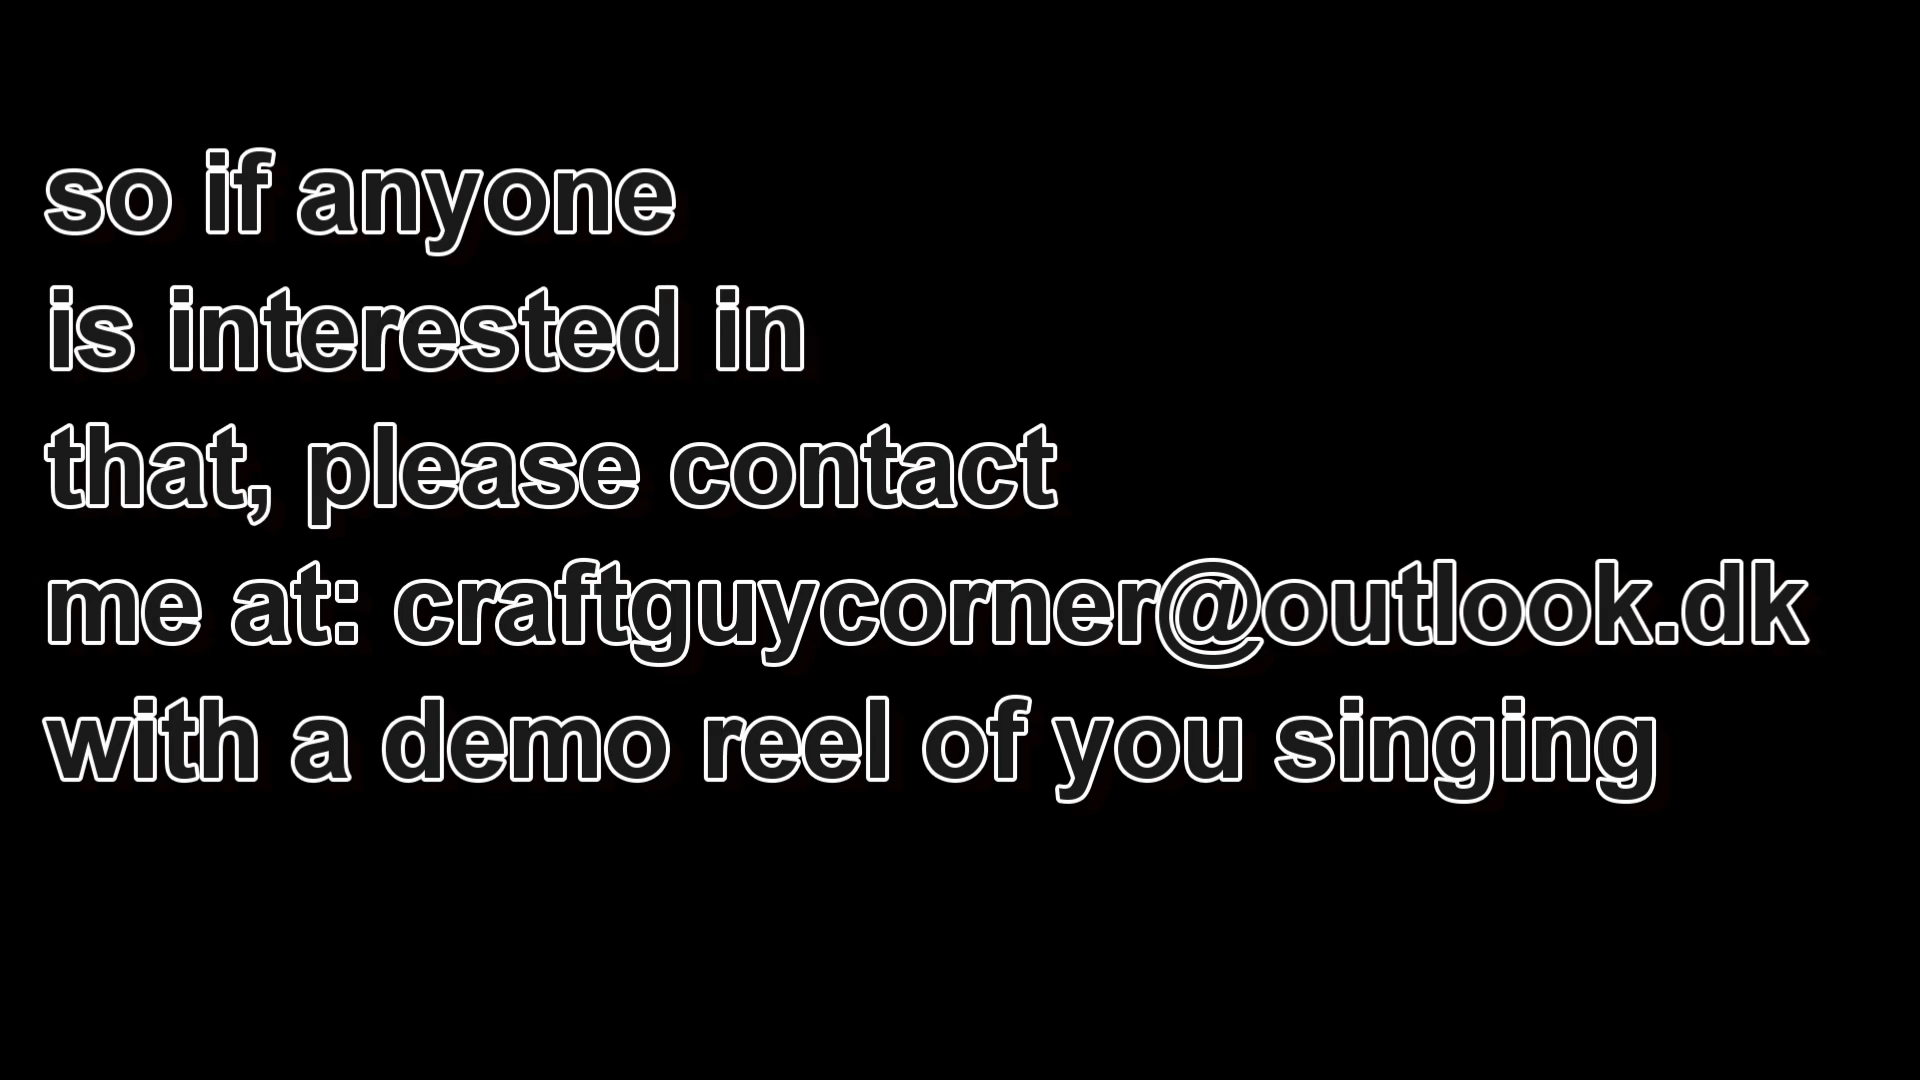 so if anyone
is interested in
that, please contact
me at: craftguycorner@outlook.dk
with a demo reel of you singing